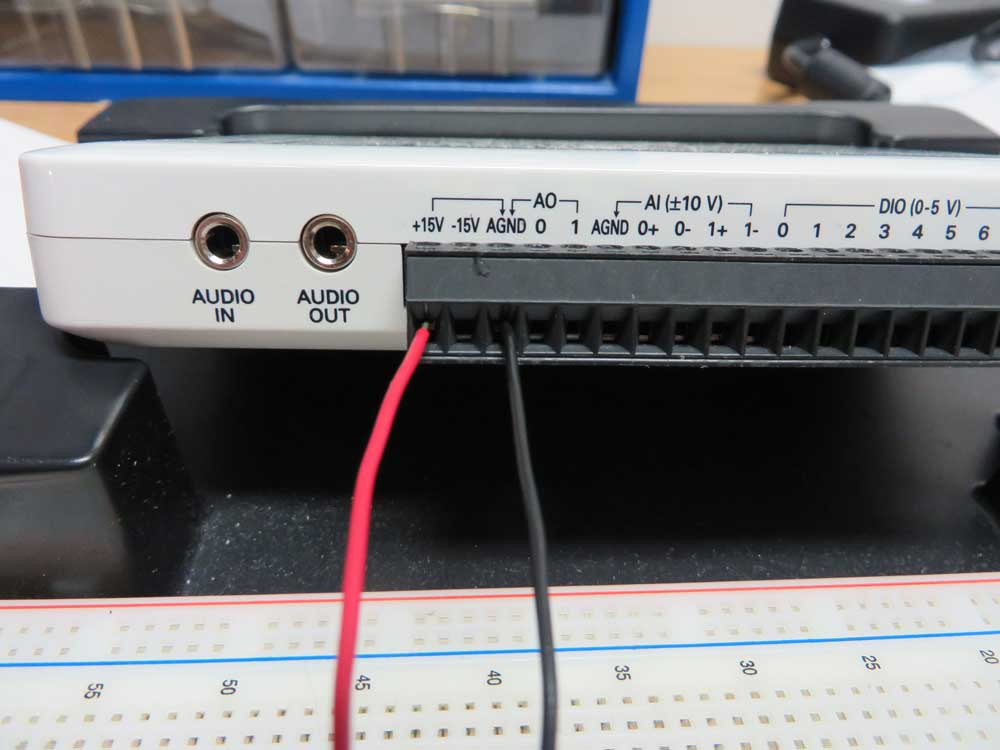 AO
AI (±10 V)
DIO (0-5 V)
+15V -15V AGND 0 1 AGND 0+ 0- 1+ 1- 0 1 2 3 4 5 6
AUDIO
IN
AUDIO
OUT
55 50 45 40 35 30 25 20